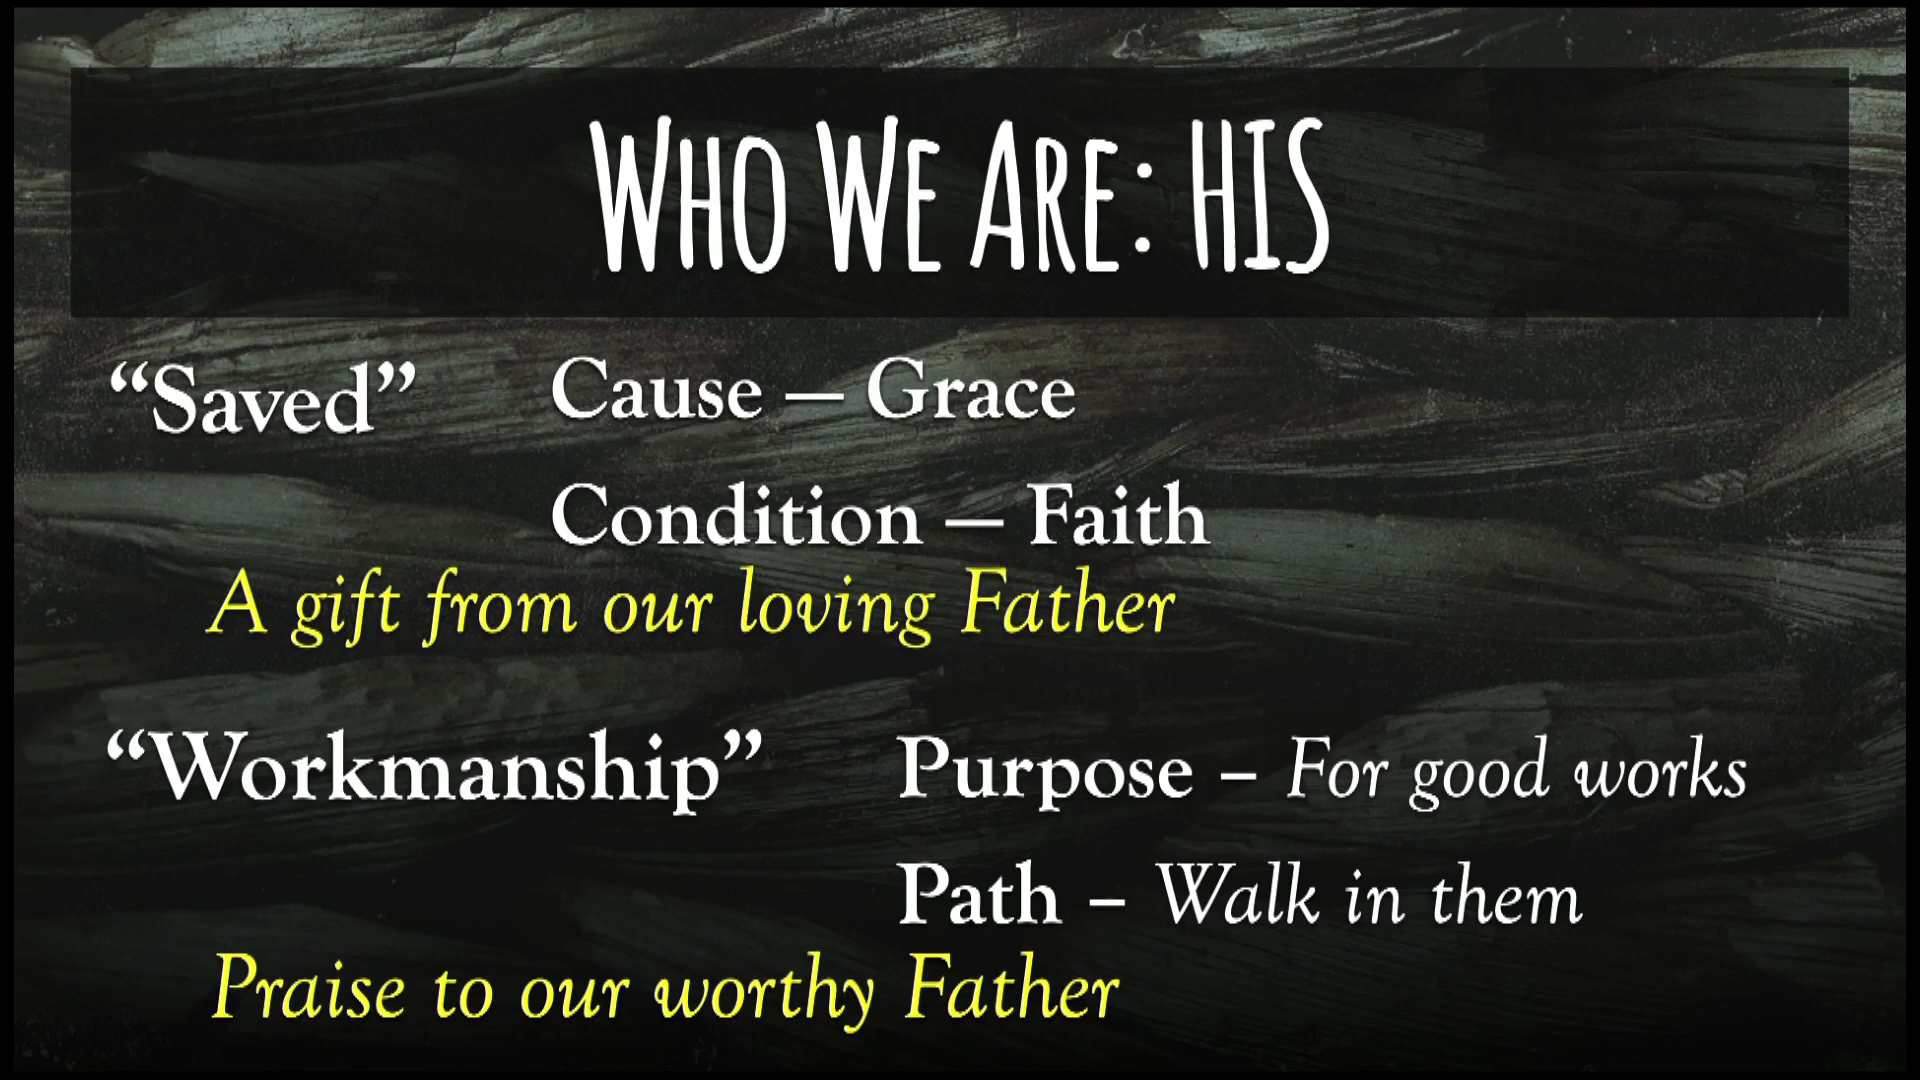 Who We Are: HIS
“Saved” Cause — Grace
Condition — Faith
A gift from our loving Father
“Workmanship” Purpose – For good works
Path – Walk in them
Praise to our worthy Father